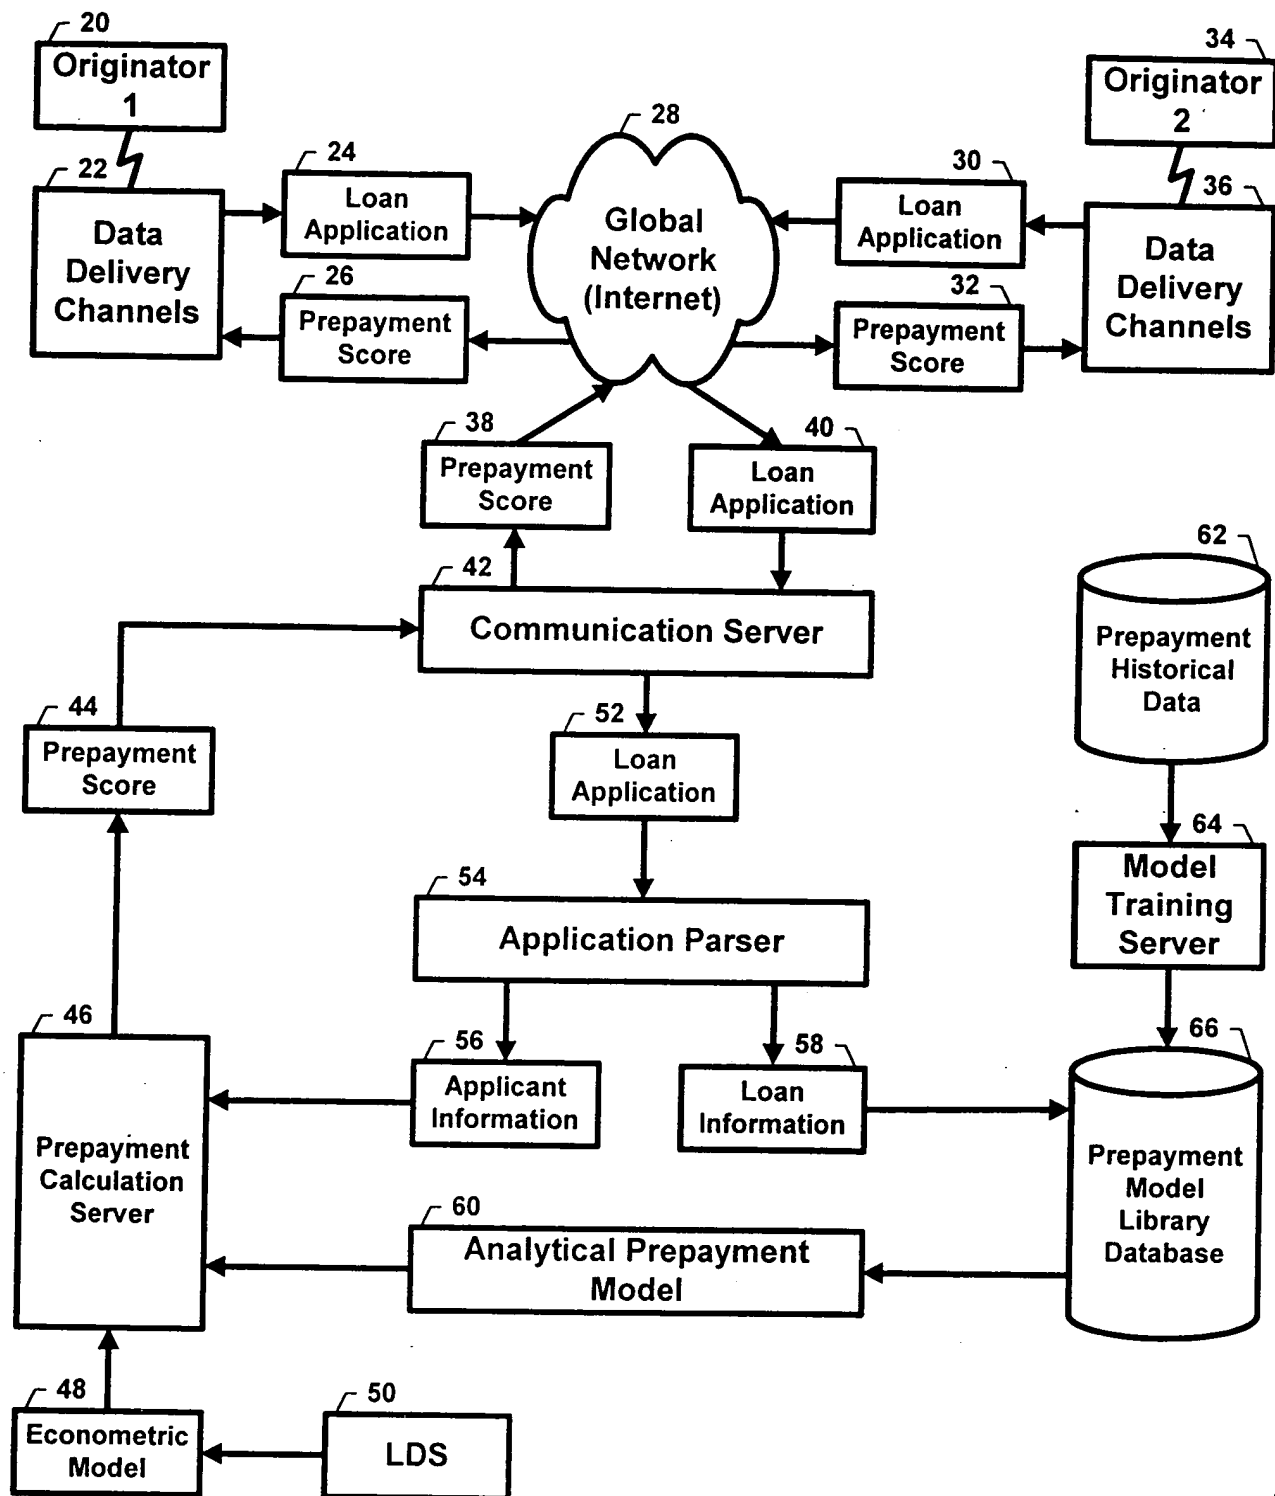 20
Originator
1
34
Originator
2
28
Global
Network
(Internet)
22
Data
Delivery
Channels
24
Loan
Application
26
Prepayment
Score
30
Loan
Application
32
Prepayment
Score
36
Data
Delivery
Channels
38
Prepayment
Score
40
Loan
Application
42
Communication Server
44
Prepayment
Score
52
Loan
Application
62
Prepayment
Historical
Data
54
Application Parser
64
Model
Training
Server
46
Prepayment
Calculation
Server
56
Applicant
Information
58
Loan
Information
66
Prepayment
Model
Library
Database
60
Analytical Prepayment
Model
48
Econometric
Model
50
LDS